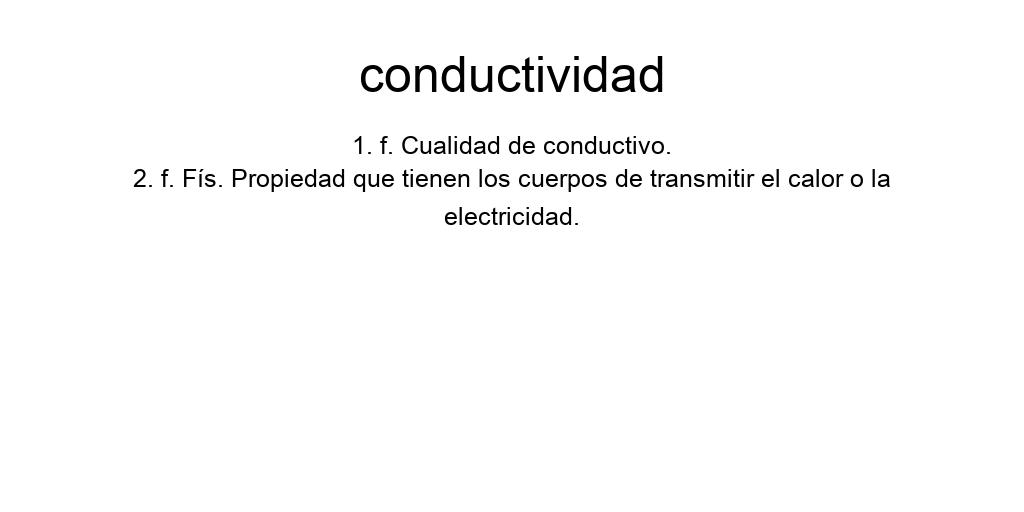 conductividad
1. f. Cualidad de conductivo.
2. f. Fís. Propiedad que tienen los cuerpos de transmitir el calor o la
electricidad.